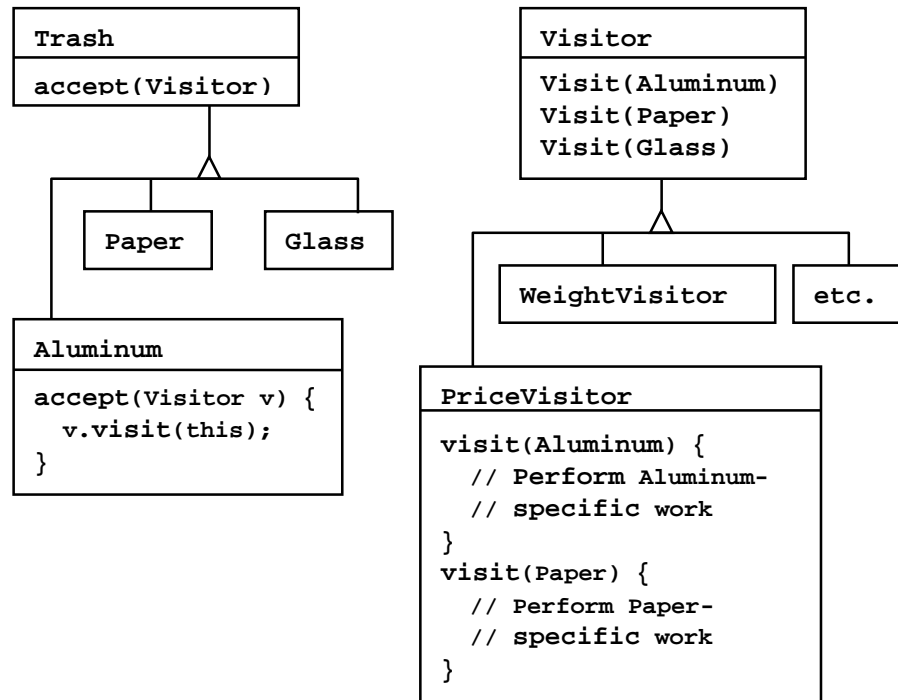 Trash
accept(Visitor)
Paper
Glass
Aluminum
accept(Visitor v) {
v.visit(this);
}
Visitor
Visit(Aluminum)
Visit(Paper)
Visit(Glass)
WeightVisitor
etc.
PriceVisitor
visit(Aluminum) {
// Perform Aluminum-
// specific work
}
visit(Paper) {
// Perform Paper-
// specific work
}